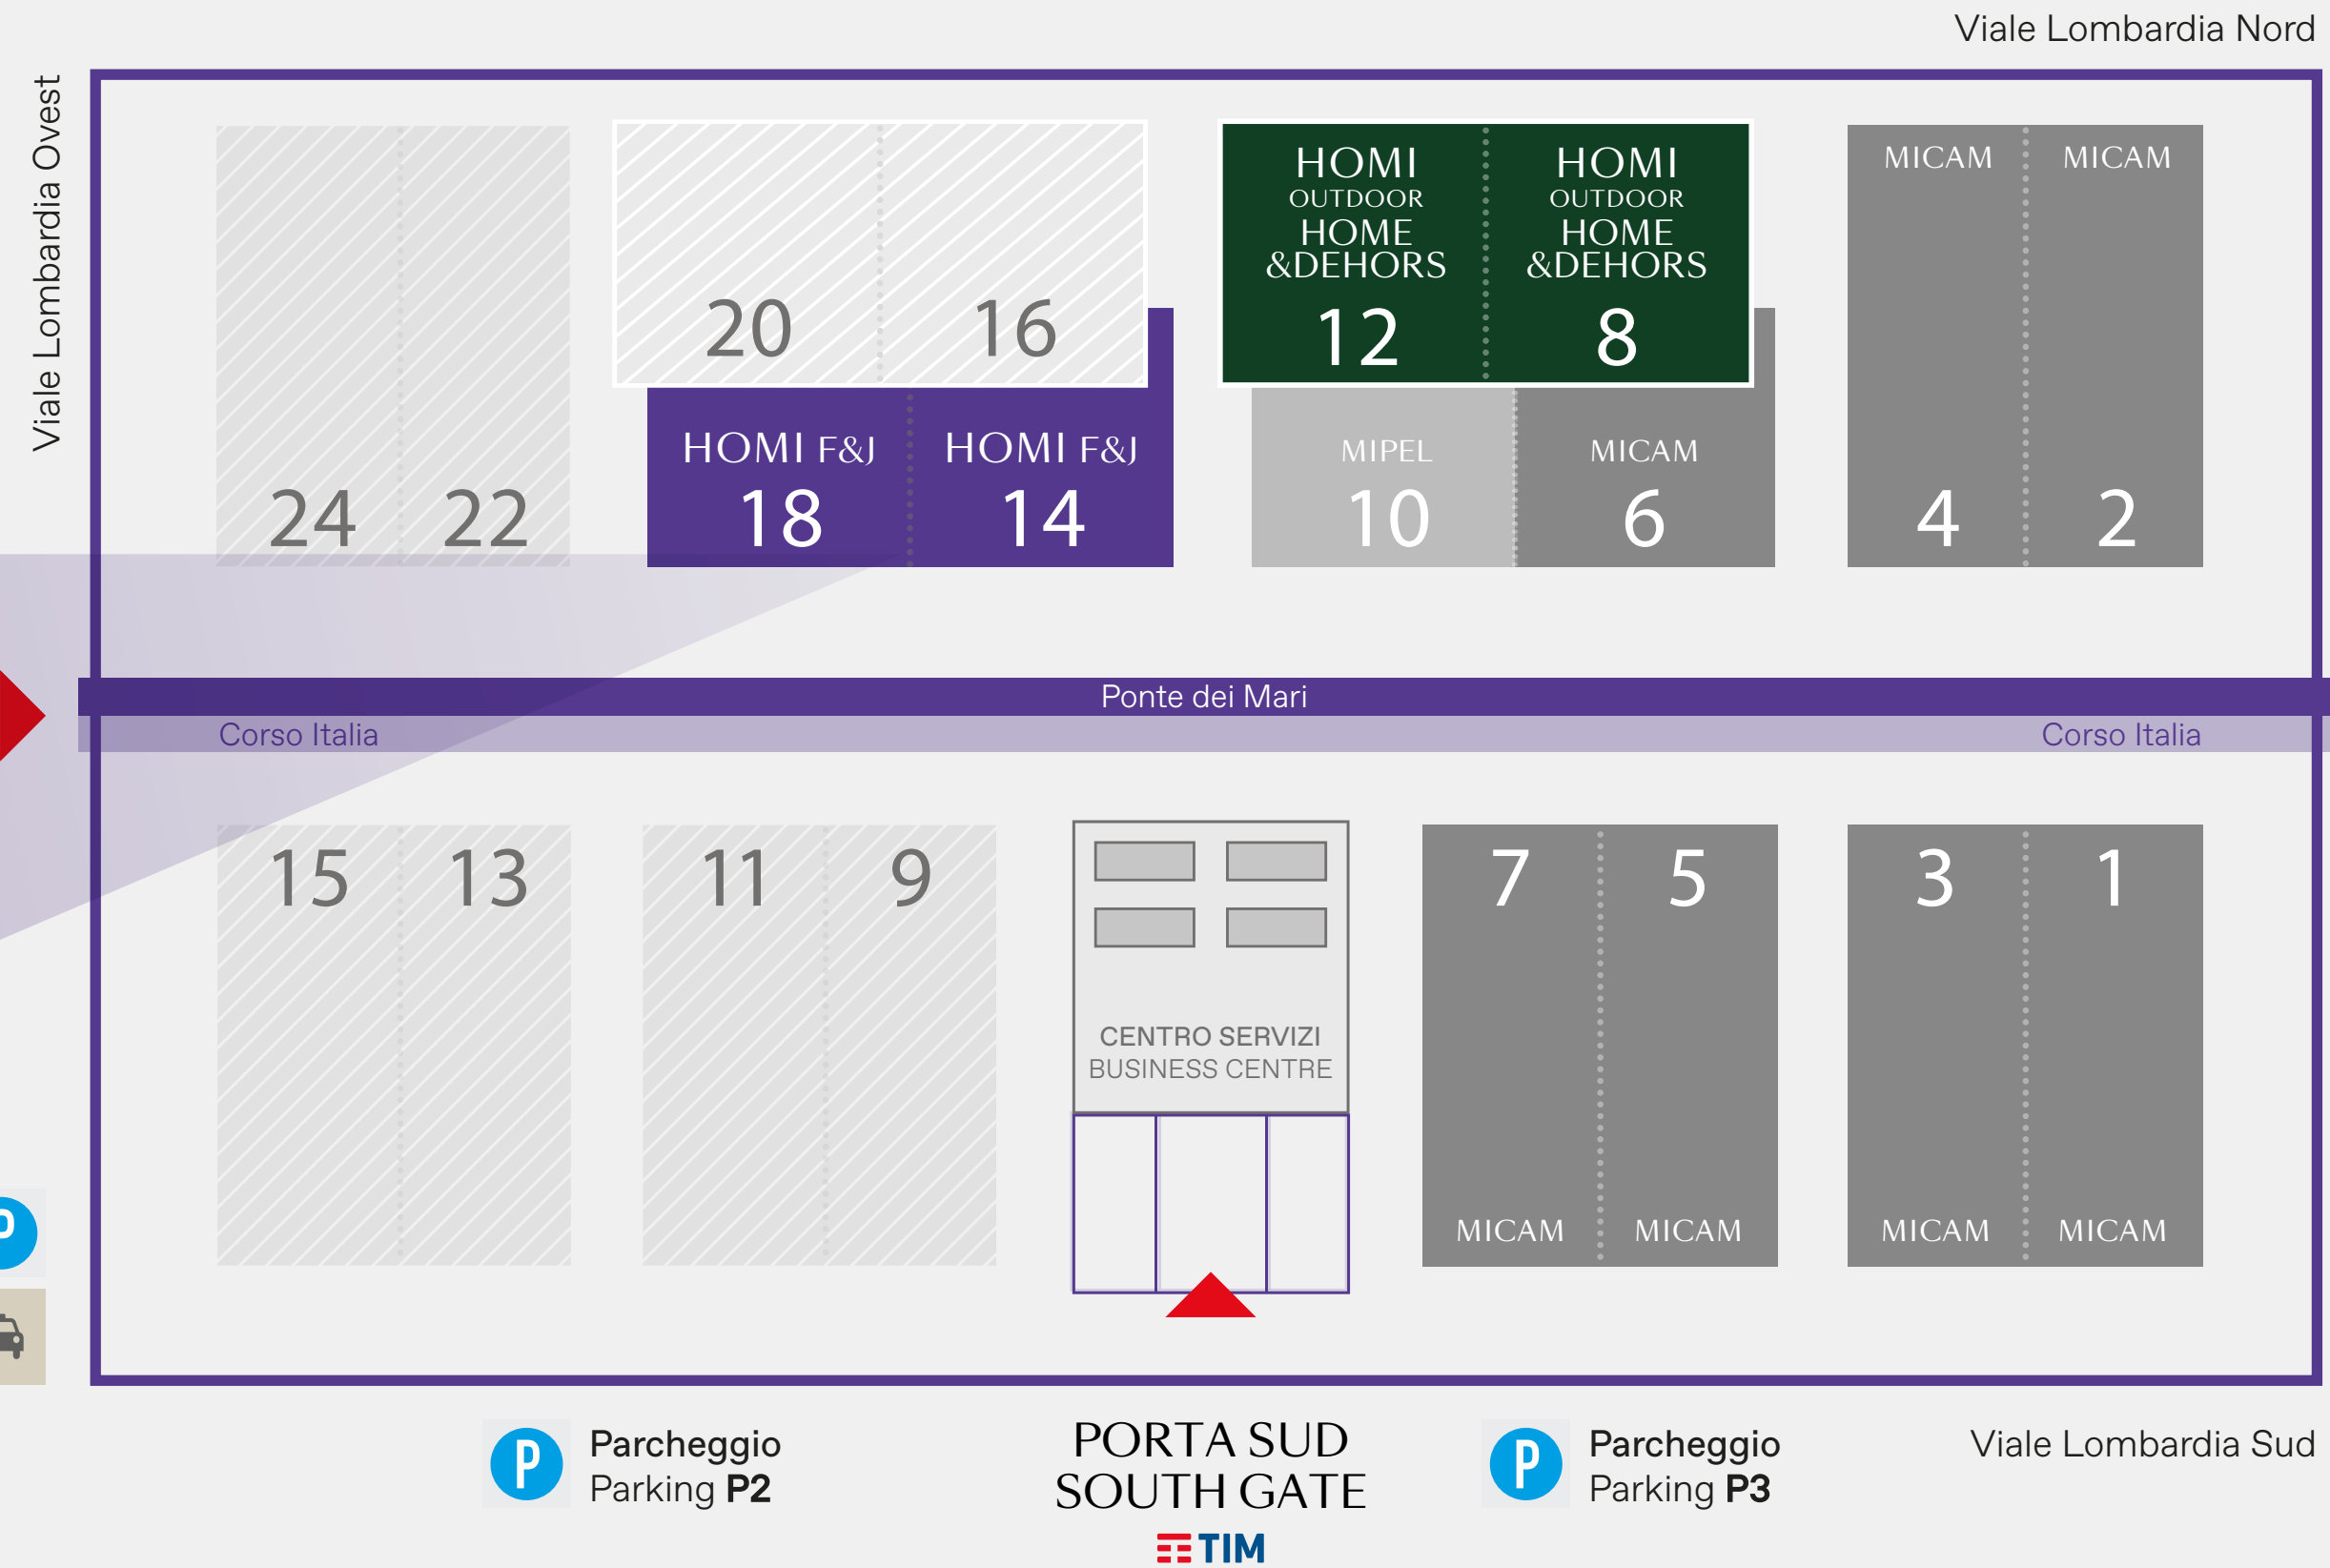 Viale Lombardia Nord
Viale Lombardia Ovest
HOMI
OUTDOOR
HOME
&DEHORS
12
HOMI
OUTDOOR
HOME
&DEHORS
8
MICAM
MICAM
20
16
HOMI F&J
18
HOMI F&J
14
MIPEL
10
MICAM
6
24
22
4
2
Ponte dei Mari
Corso Italia
Corso Italia
15
13
11
9
7
5
3
1
CENTRO SERVIZI
BUSINESS CENTRE
MICAM
MICAM
MICAM
MICAM
P
P
Parcheggio
Parking P2
PORTA SUD
SOUTH GATE
TIM
P
Parcheggio
Parking P3
Viale Lombardia Sud